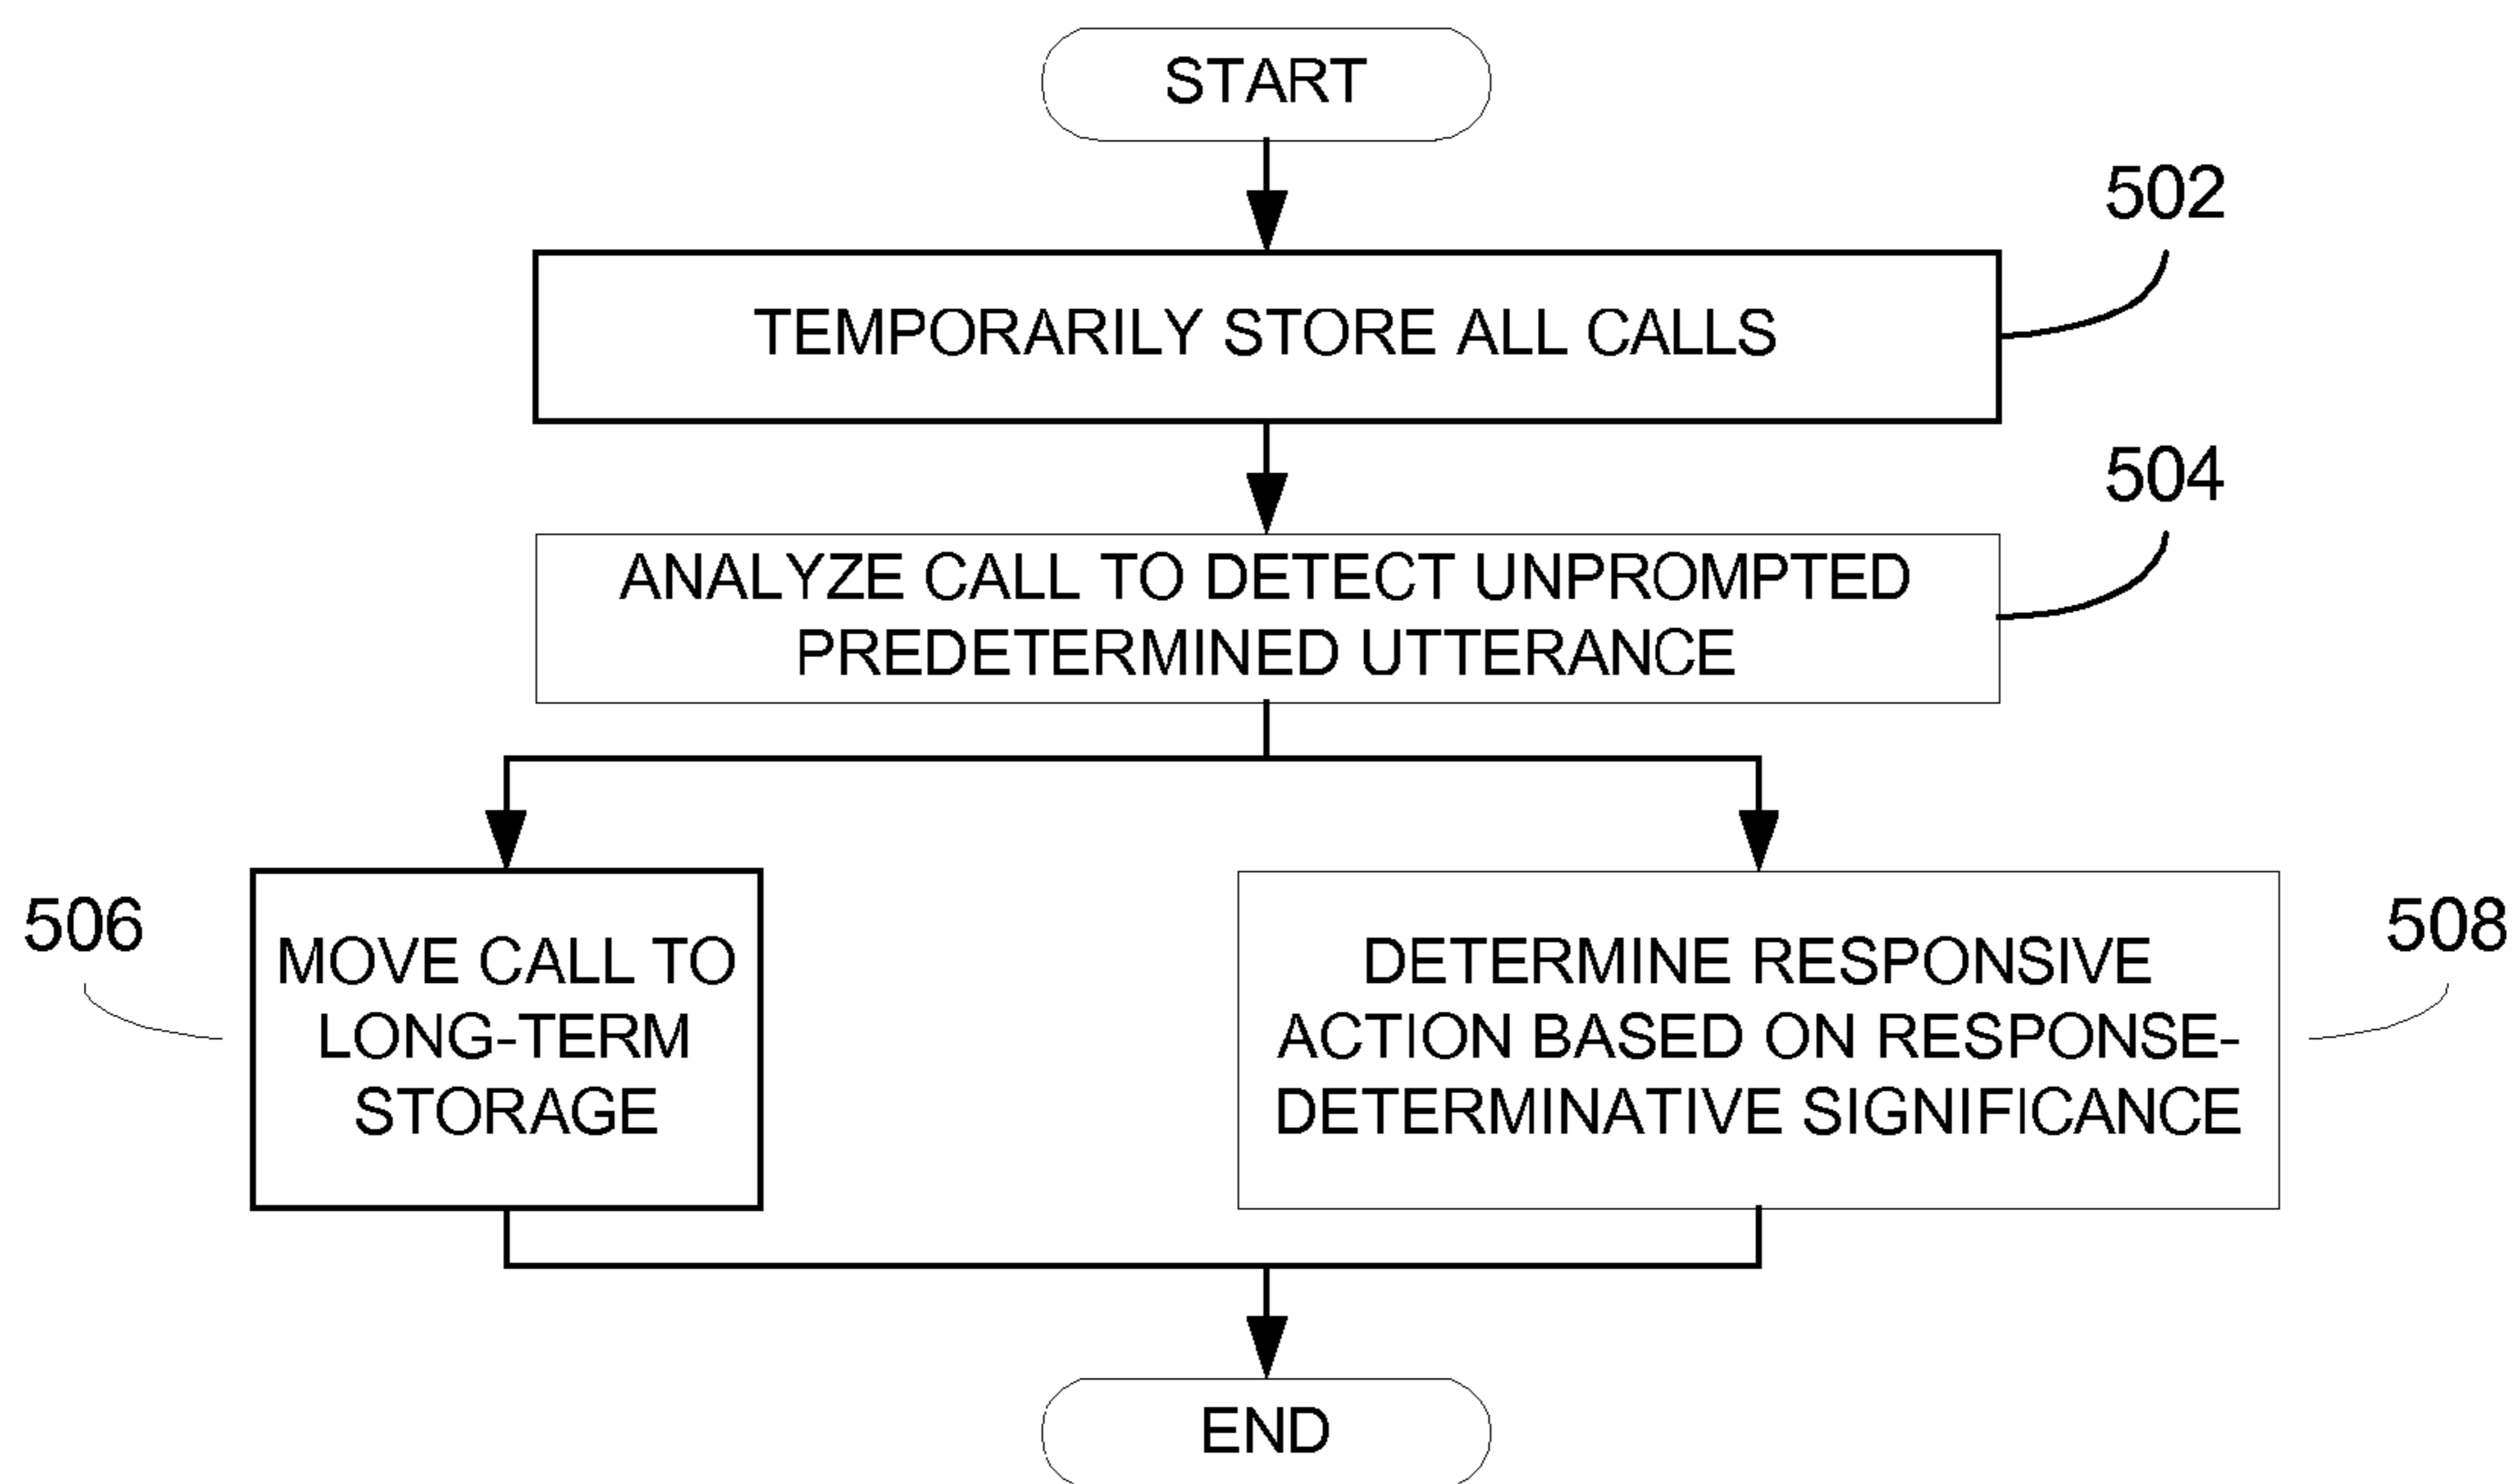 START
502
TEMPORARILY STORE ALL CALLS
504
ANALYZE CALL TO DETECT UNPROMPTED
PREDETERMINED UTTERANCE
506
MOVE CALL TO
LONG-TERM
STORAGE
508
DETERMINE RESPONSIVE
ACTION BASED ON RESPONSE-
DETERMINATIVE SIGNIFICANCE
END